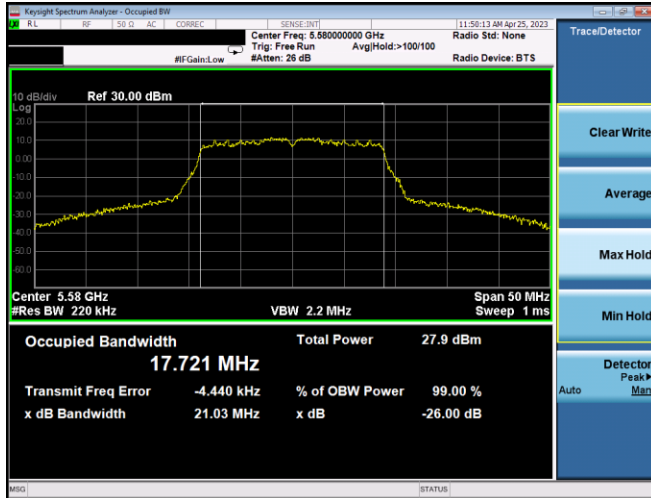 Keysight Spectrum Analyzer - Occupied BW
RL RF 50 Ω AC CORREC SENSE:INT 11:50:13 AM Apr 25, 2023
Center Freq: 5.580000000 GHz Radio Std: None
Trig: Free Run Avg|Hold:>100/100
#IFGain:Low #Atten: 26 dB Radio Device: BTS
Trace/Detector
10 dB/div Ref 30.00 dBm
Log
20.0
10.0
0.00
-10.0
-20.0
-30.0
-40.0
-50.0
-60.0
Center 5.58 GHz Span 50 MHz
#Res BW 220 kHz VBW 2.2 MHz Sweep 1 ms
Occupied Bandwidth Total Power 27.9 dBm
17.721 MHz
Transmit Freq Error -4.440 kHz % of OBW Power 99.00 %
x dB Bandwidth 21.03 MHz x dB -26.00 dB
Clear Write
Average
Max Hold
Min Hold
Detector
Peak
Auto Man
MSG STATUS